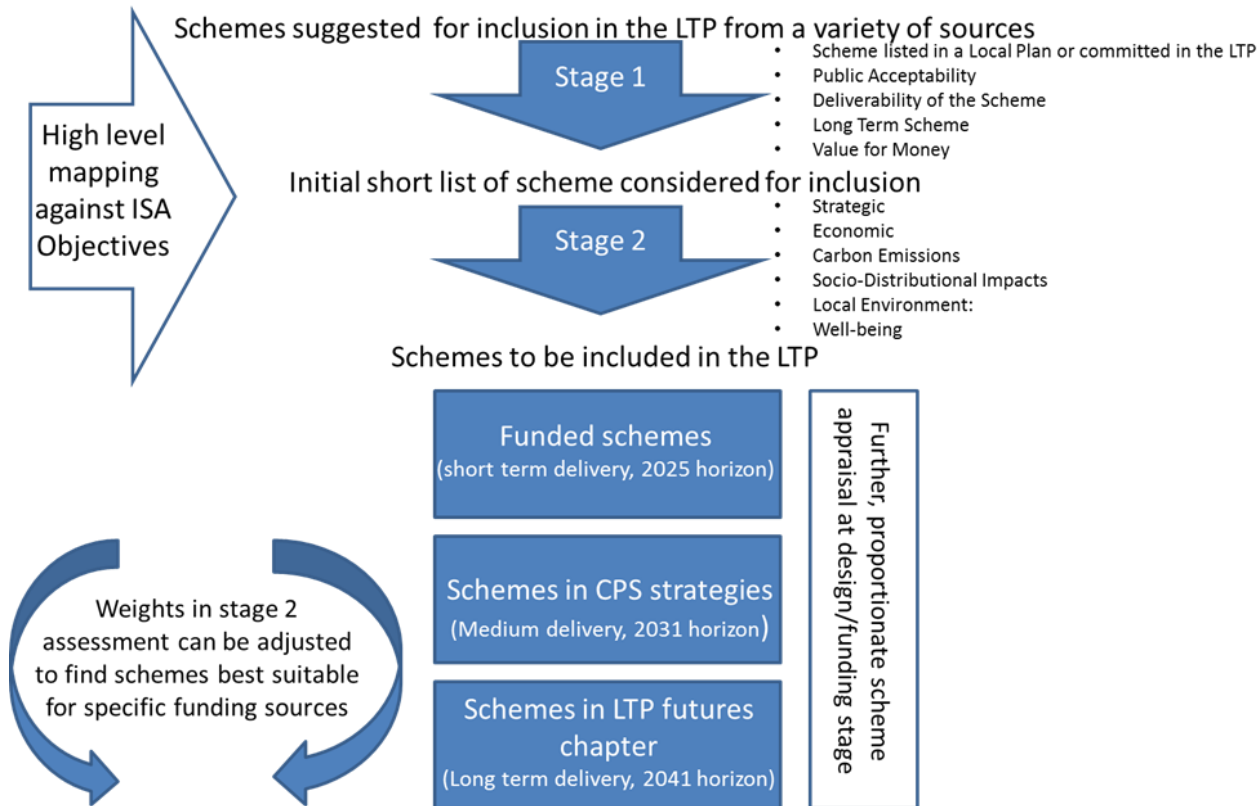 Schemes suggested for inclusion in the LTP from a variety of sources
Stage 1
• Scheme listed in a Local Plan or committed in the LTP
• Public Acceptability
• Deliverability of the Scheme
• Long Term Scheme
• Value for Money
High level
mapping
against ISA
Objectives
Initial short list of scheme considered for inclusion
Stage 2
• Strategic
• Economic
• Carbon Emissions
• Socio-Distributional Impacts
• Local Environment:
• Well-being
Schemes to be included in the LTP
Funded schemes
(short term delivery, 2025 horizon)
Schemes in CPS strategies
(Medium delivery, 2031 horizon)
Schemes in LTP futures
chapter
(Long term delivery, 2041 horizon)
Further, proportionate scheme
appraisal at design/funding stage
Weights in stage 2
assessment can be adjusted
to find schemes best suitable
for specific funding sources